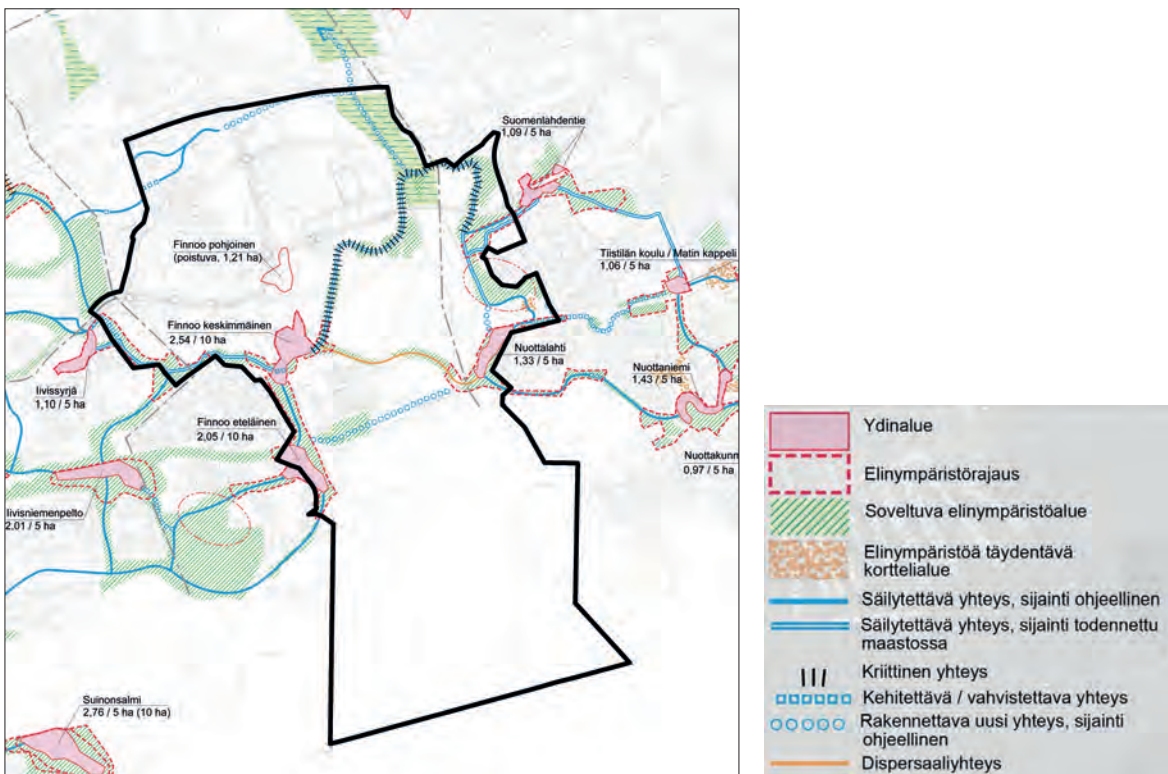 Suomenlahdentie
1,09 / 5 ha
Finnoo pohjoinen
(poistuva, 1,21 ha)
Tiistilän koulu / Matin kappeli
1,06 / 5 ha
Finnoo keskimmäinen
2,54 / 10 ha
Nuottalahti
1,33 / 5 ha
Nuottaniemi
1,43 / 5 ha
Iivissyrjä
1,10 / 5 ha
Finnoo eteläinen
2,05 / 10 ha
Nuottakunn
0,97 / 5 ha
Iivisniemenpelto
2,01 / 5 ha
Suinonsalmi
2,76 / 5 ha (10 ha)
Ydinalue
Elinympäristörajaus
Soveltuva elinympäristöalue
Elinympäristöä täydentävä
korttelialue
Säilytettävä yhteys, sijainti ohjeellinen
Säilytettävä yhteys, sijainti todennettu
maastossa
Kriittinen yhteys
Kehitettävä / vahvistettava yhteys
Rakennettava uusi yhteys, sijainti
ohjeellinen
Dispersaaliyhteys